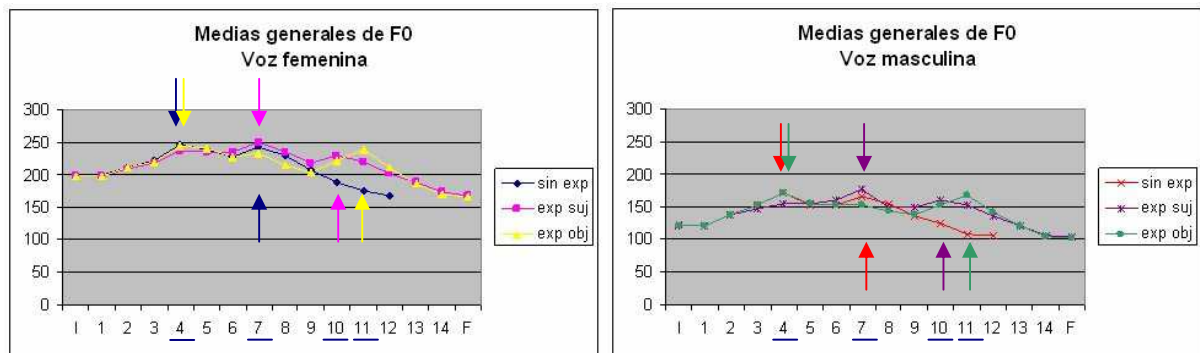 Medias generales de F0
Voz femenina
300
250
200
150
100
50
0
I 1 2 3 4 5 6 7 8 9 10 11 12 13 14 F
sin exp
exp suj
exp obj
Medias generales de F0
Voz masculina
300
250
200
150
100
50
0
I 1 2 3 4 5 6 7 8 9 10 11 12 13 14 F
sin exp
exp suj
exp obj